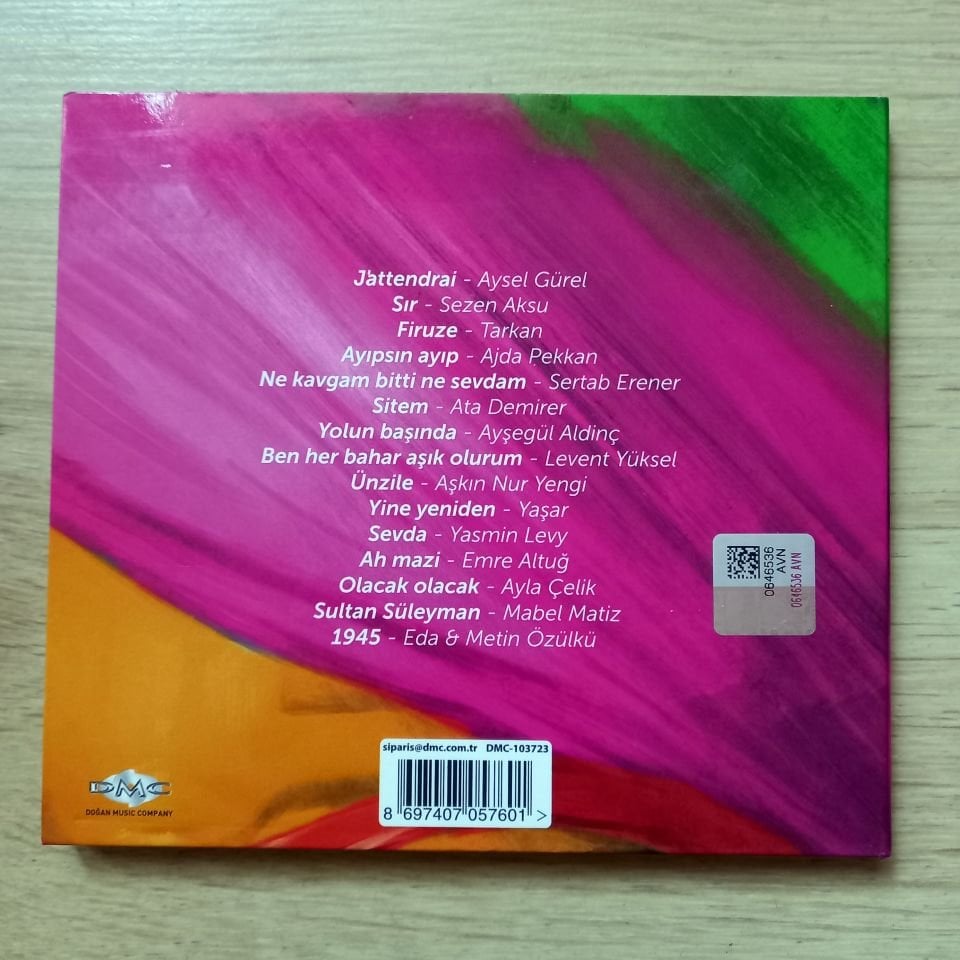 J'attendrai - Aysel Gürel
Sır - Sezen Aksu
Firuze - Tarkan
Ayıpsın ayıp - Ajda Pekkan
Ne kavgam bitti ne sevdam - Sertab Erener
Sitem - Ata Demirer
Yolun başında - Ayşegül Aldinç
Ben her bahar aşık olurum - Levent Yüksel
Ünzile - Aşkın Nur Yengi
Yine yeniden - Yaşar
Sevda - Yasmin Levy
Ah mazi - Emre Altuğ
Olacak olacak - Ayla Çelik
Sultan Süleyman - Mabel Matiz
1945 - Eda & Metin Özülkü
0646536
AVN
0646536 AVN
siparis@dmc.com.tr DMC-103723
8 697407 057601 >
DMC
DOĞAN MUSIC COMPANY